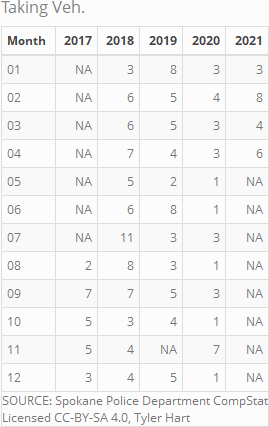 Taking Veh.
Month 2017 2018 2019 2020 2021
01 NA 3 8 3 3
02 NA 6 5 4 8
03 NA 6 5 3 4
04 NA 7 4 3 6
05 NA 5 2 1 NA
06 NA 6 8 1 NA
07 NA 11 3 3 NA
08 2 8 3 1 NA
09 7 7 5 3 NA
10 5 3 4 1 NA
11 5 4 NA 7 NA
12 3 4 5 1 NA
SOURCE: Spokane Police Department CompStat
Licensed CC-BY-SA 4.0, Tyler Hart